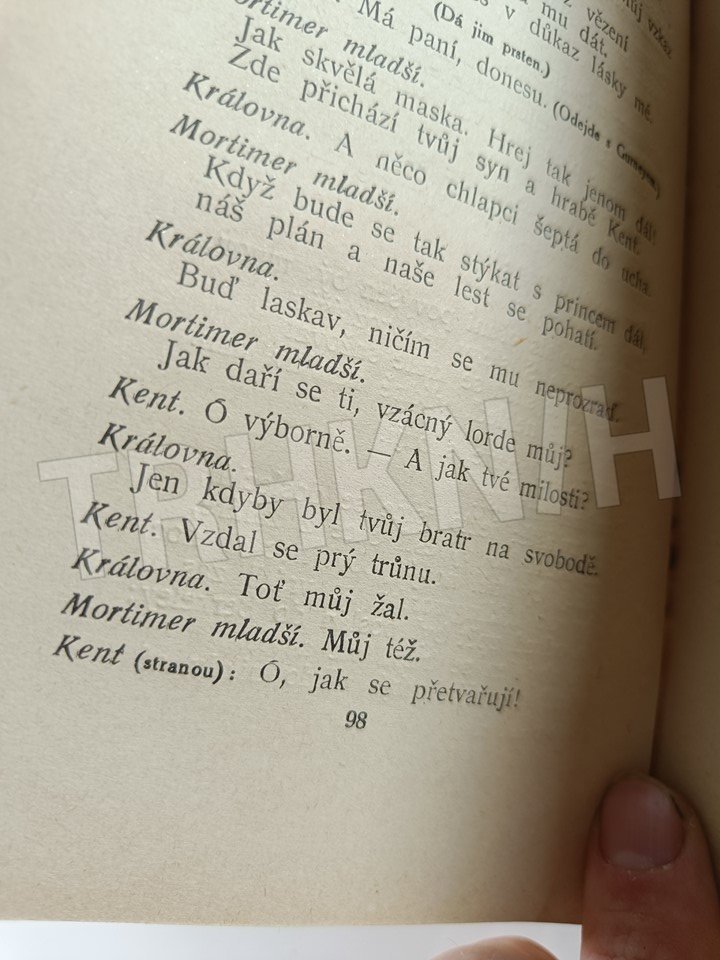 můj vzkaz
vězení
mu dát.
v důkaz lásky mé.
(Dá jim prsten.)
Má paní, donesu. (Odejde s Gurneyem.)
Mortimer mladší.
Jak skvělá maska. Hrej tak jenom dál!
Zde přichází tvůj syn a hrabě Kent.
Královna. A něco chlapci šeptá do ucha.
Mortimer mladší.
Když bude se tak stýkat s princem dál,
náš plán a naše lest se pohatí.
Královna.
Buď laskav, ničím se mu neprozraď.
Mortimer mladší.
Jak daří se ti, vzácný lorde můj?
Kent. Ó výborně. — A jak tvé milosti?
Královna.
Jen kdyby byl tvůj bratr na svobodě.
Kent. Vzdal se prý trůnu.
Královna. Toť můj žal.
Mortimer mladší. Můj též.
Kent (stranou): Ó, jak se přetvařují!
98
TRHKNIH